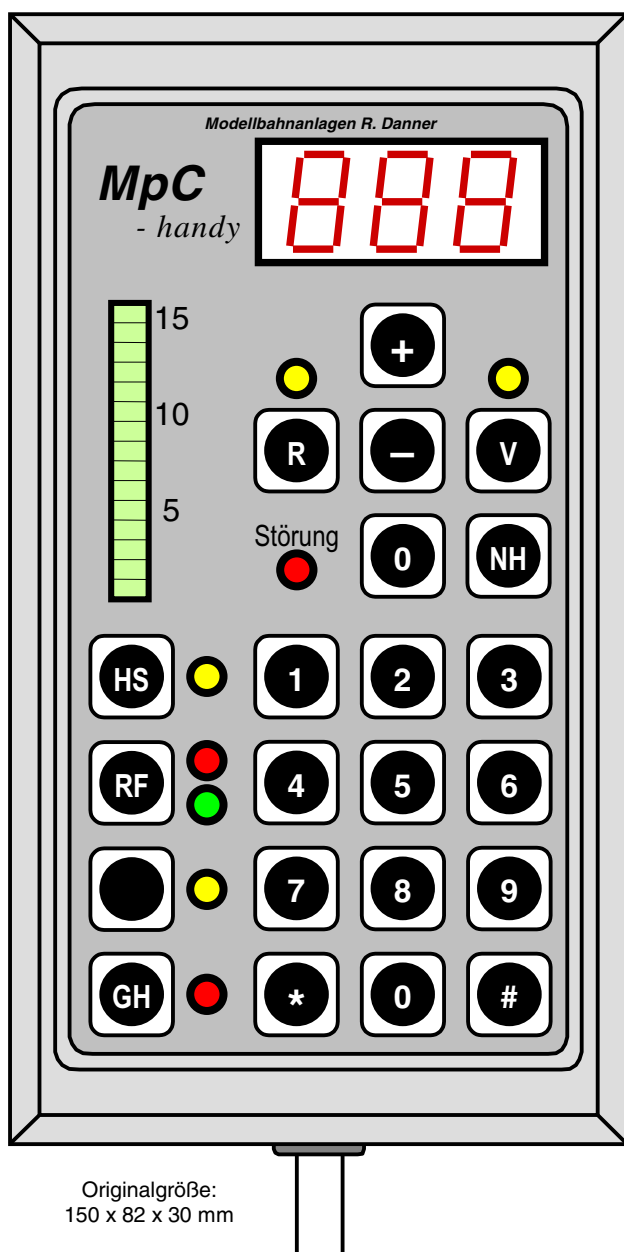 Modellbahnanlagen R. Danner
MpC
- handy
888
15
10
5
+
R
−
V
Störung
0
NH
HS
1
2
3
RF
4
5
6
7
8
9
GH
*
0
#
Originalgröße:
150 x 82 x 30 mm